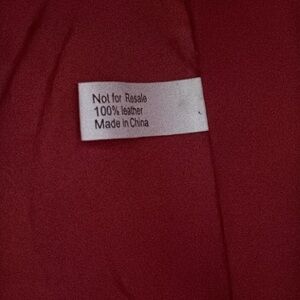 Not for Resale
100% leather
Made in China